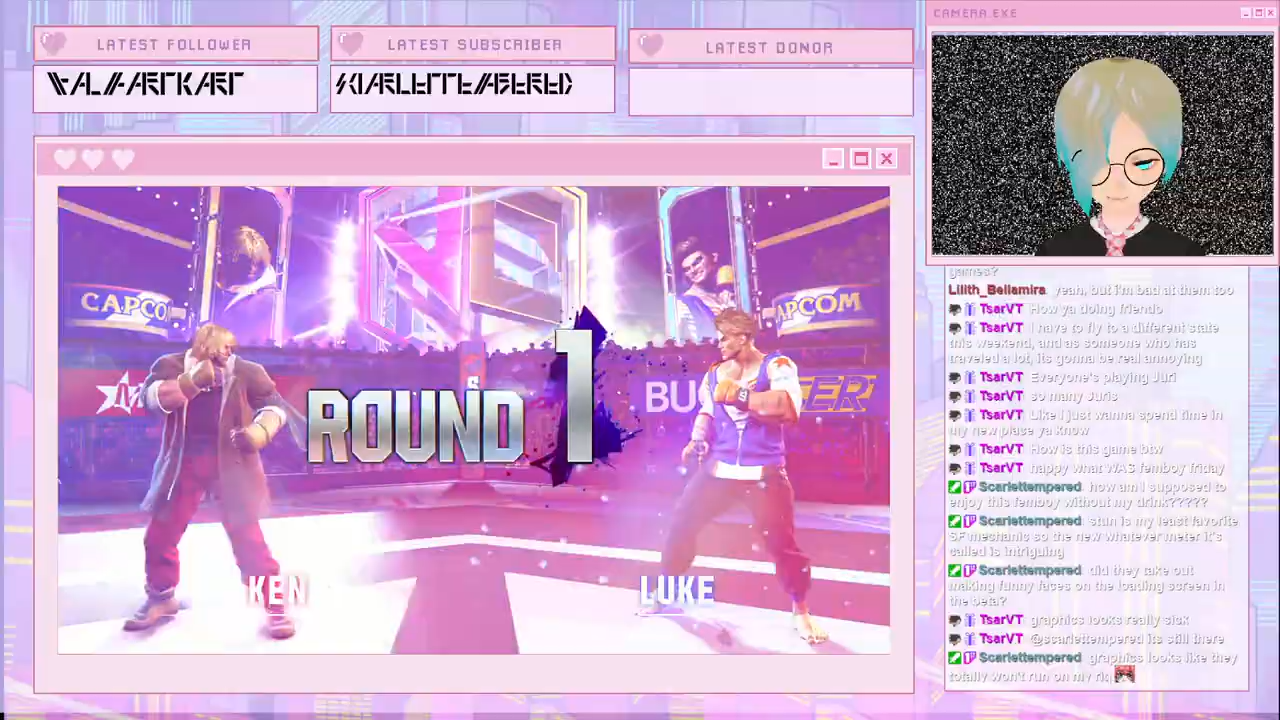 CAMERA.EXE
LATEST FOLLOWER
LATEST SUBSCRIBER
LATEST DONOR
CAPCO
APCOM
BU
ER
ROUND 1
KEN
LUKE
games?
Lilith_Bellamira yeah, but I'm bad at them too
TsarVT How ya doing friendo
TsarVT I have to fly to a different state
this weekend, and as someone who has
traveled a lot, its gonna be real annoying
TsarVT Everyone's playing Juri
TsarVT so many Juris
TsarVT Like I just wanna spend time in
my new place ya know
TsarVT How is this game btw
TsarVT happy what WAS femboy friday
Scarlettempered how am I supposed to
enjoy this femboy without my drink?????
Scarlettempered stun is my least favorite
SF mechanic so the new whatever meter it's
called is intriguing
Scarlettempered did they take out
making funny faces on the loading screen in
the beta?
TsarVT graphics looks really sick
TsarVT @scarlettempered its still there
Scarlettempered graphics looks like they
totally won't run on my rig